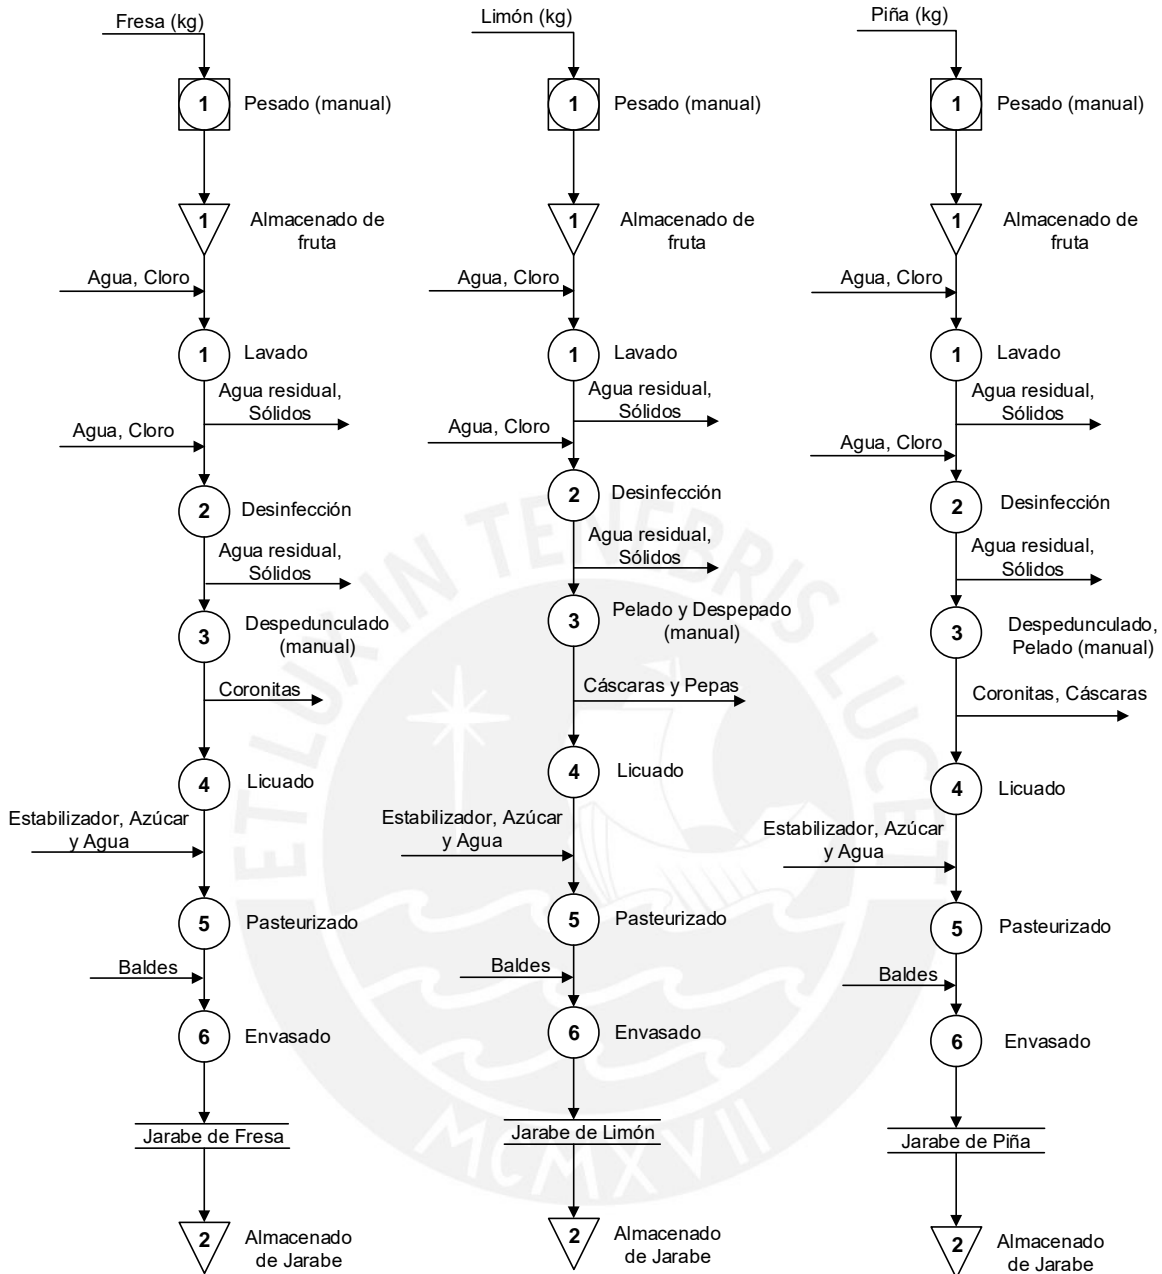 Fresa (kg)
1
Pesado (manual)
1
Almacenado de
fruta
Agua, Cloro
1
Lavado
Agua residual,
Sólidos
Agua, Cloro
2
Desinfección
Agua residual,
Sólidos
3
Despedunculado
(manual)
Coronitas
4
Licuado
Estabilizador, Azúcar
y Agua
5
Pasteurizado
Baldes
6
Envasado
Jarabe de Fresa
2
Almacenado
de Jarabe
Limón (kg)
1
Pesado (manual)
1
Almacenado de
fruta
Agua, Cloro
1
Lavado
Agua residual,
Sólidos
Agua, Cloro
2
Desinfección
Agua residual,
Sólidos
3
Pelado y Despepado
(manual)
Cáscaras y Pepas
4
Licuado
Estabilizador, Azúcar
y Agua
5
Pasteurizado
Baldes
6
Envasado
Jarabe de Limón
2
Almacenado
de Jarabe
Piña (kg)
1
Pesado (manual)
1
Almacenado de
fruta
Agua, Cloro
1
Lavado
Agua residual,
Sólidos
Agua, Cloro
2
Desinfección
Agua residual,
Sólidos
3
Despedunculado,
Pelado (manual)
Coronitas, Cáscaras
4
Licuado
Estabilizador, Azúcar
y Agua
5
Pasteurizado
Baldes
6
Envasado
Jarabe de Piña
2
Almacenado
de Jarabe
ET LUX IN TENEBRIS LUCET
MCMXVII